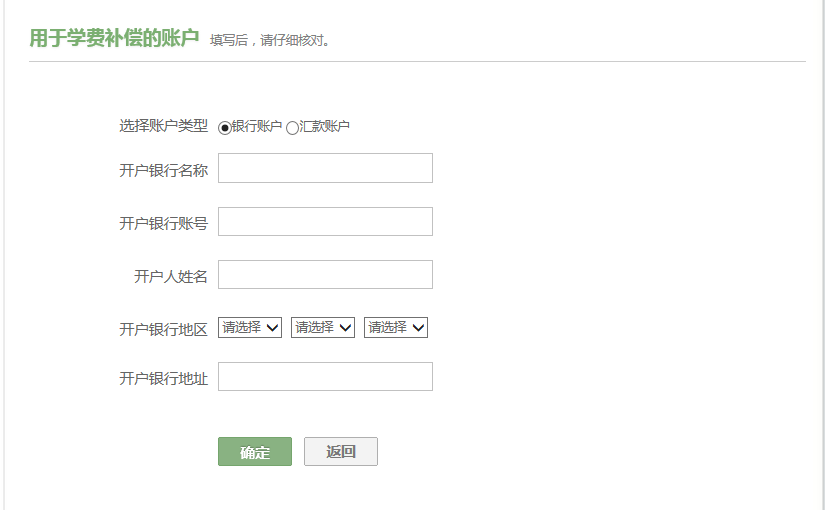 用于学费补偿的账户 填写后，请仔细核对。
选择账户类型 银行账户 汇款账户
开户银行名称
开户银行账号
开户人姓名
开户银行地区 请选择 请选择 请选择
开户银行地址
确定 返回